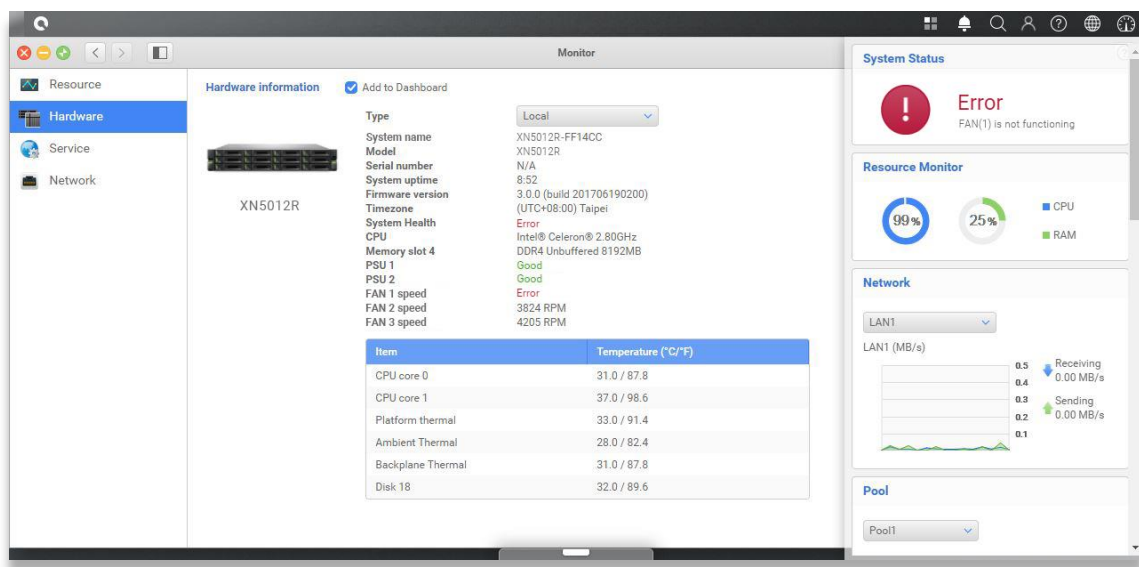 Monitor
Resource
Hardware
Service
Network
Hardware information
Add to Dashboard
XN5012R
Type Local
System name XN5012R-FF14CC
Model XN5012R
Serial number N/A
System uptime 8:52
Firmware version 3.0.0 (build 201706190200)
Timezone (UTC+08:00) Taipei
System Health Error
CPU Intel® Celeron® 2.80GHz
Memory slot 4 DDR4 Unbuffered 8192MB
PSU 1 Good
PSU 2 Good
FAN 1 speed Error
FAN 2 speed 3824 RPM
FAN 3 speed 4205 RPM
Item Temperature (°C/°F)
CPU core 0 31.0 / 87.8
CPU core 1 37.0 / 98.6
Platform thermal 33.0 / 91.4
Ambient Thermal 28.0 / 82.4
Backplane Thermal 31.0 / 87.8
Disk 18 32.0 / 89.6
System Status
Error
FAN(1) is not functioning
Resource Monitor
99% 25%
CPU
RAM
Network
LAN1
LAN1 (MB/s)
0.5
0.4
0.3
0.2
0.1
Receiving
0.00 MB/s
Sending
0.00 MB/s
Pool
Pool1